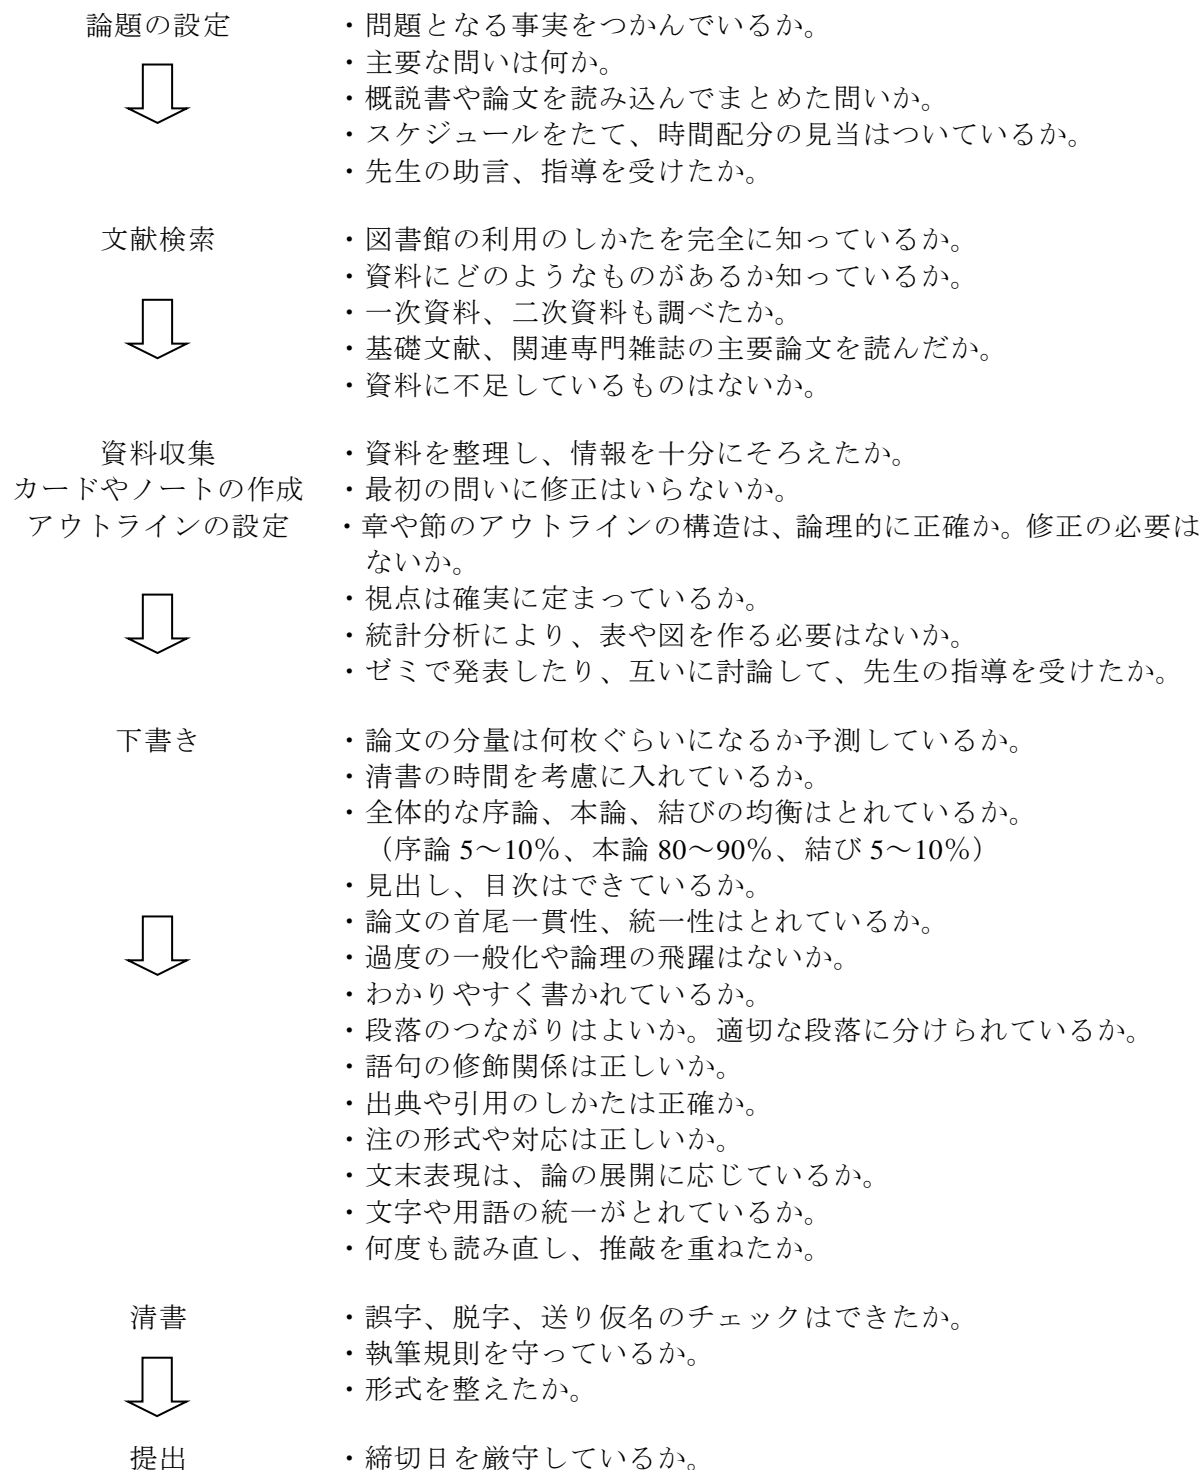 論題の設定 ・問題となる事実をつかんでいるか。
・主要な問いは何か。
・概説書や論文を読み込んでまとめた問いか。
・スケジュールをたて、時間配分の見当はついているか。
・先生の助言、指導を受けたか。
文献検索 ・図書館の利用のしかたを完全に知っているか。
・資料にどのようなものがあるか知っているか。
・一次資料、二次資料も調べたか。
・基礎文献、関連専門雑誌の主要論文を読んだか。
・資料に不足しているものはないか。
資料収集 ・資料を整理し、情報を十分にそろえたか。
カードやノートの作成 ・最初の問いに修正はいらないか。
アウトラインの設定 ・章や節のアウトラインの構造は、論理的に正確か。修正の必要は
ないか。
・視点は確実に定まっているか。
・統計分析により、表や図を作る必要はないか。
・ゼミで発表したり、互いに討論して、先生の指導を受けたか。
下書き ・論文の分量は何枚ぐらいになるか予測しているか。
・清書の時間を考慮に入れているか。
・全体的な序論、本論、結びの均衡はとれているか。
（序論 5～10％、本論 80～90％、結び 5～10％）
・見出し、目次はできているか。
・論文の首尾一貫性、統一性はとれているか。
・過度の一般化や論理の飛躍はないか。
・わかりやすく書かれているか。
・段落のつながりはよいか。適切な段落に分けられているか。
・語句の修飾関係は正しいか。
・出典や引用のしかたは正確か。
・注の形式や対応は正しいか。
・文末表現は、論の展開に応じているか。
・文字や用語の統一がとれているか。
・何度も読み直し、推敲を重ねたか。
清書 ・誤字、脱字、送り仮名のチェックはできたか。
・執筆規則を守っているか。
・形式を整えたか。
提出 ・締切日を厳守しているか。